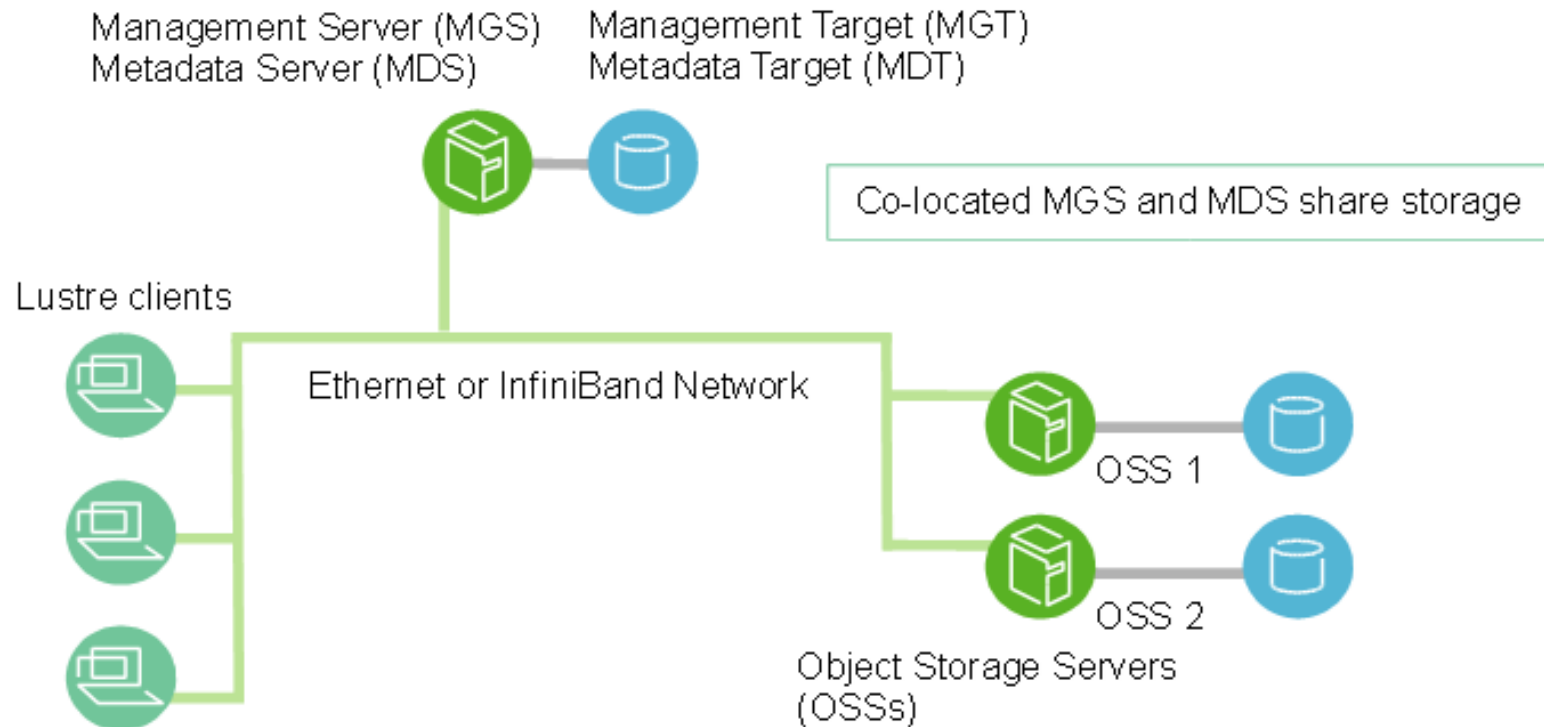 Management Server (MGS)
Metadata Server (MDS)
Management Target (MGT)
Metadata Target (MDT)
Co-located MGS and MDS share storage
Lustre clients
Ethernet or InfiniBand Network
OSS 1
OSS 2
Object Storage Servers
(OSSs)